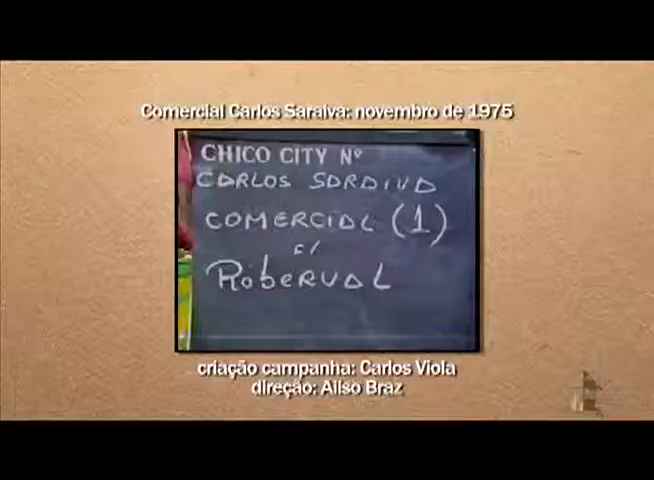 Comercial Carlos Saraiva: novembro de 1975
CHICO CITY Nº
CARLOS SARAIVA
COMERCIAL (1)
c/
ROBERVAL
criação campanha: Carlos Viola
direção: Ailso Braz